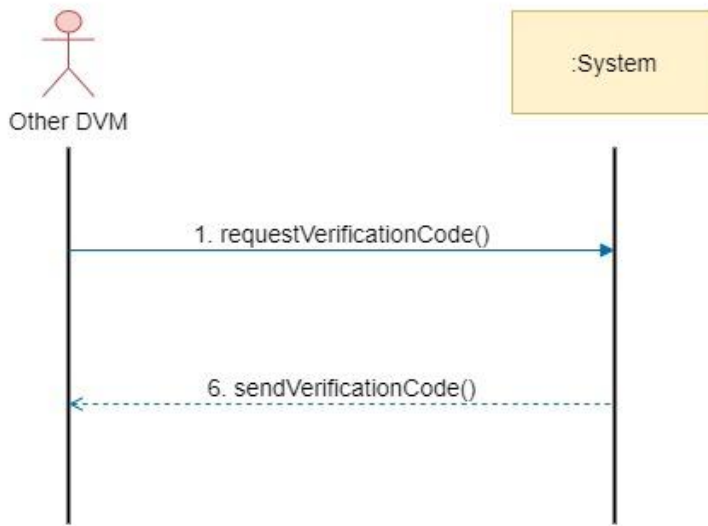 :System
Other DVM
1. requestVerificationCode()
6. sendVerificationCode()